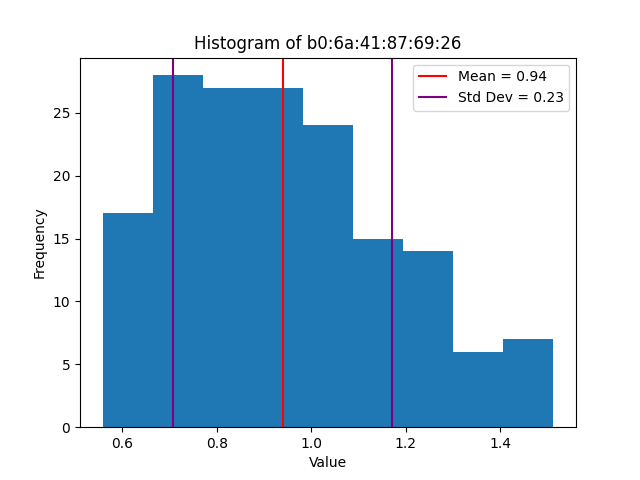 Histogram of b0:6a:41:87:69:26
Mean = 0.94
Std Dev = 0.23
Frequency
25
20
15
10
5
0
0.6 0.8 1.0 1.2 1.4
Value